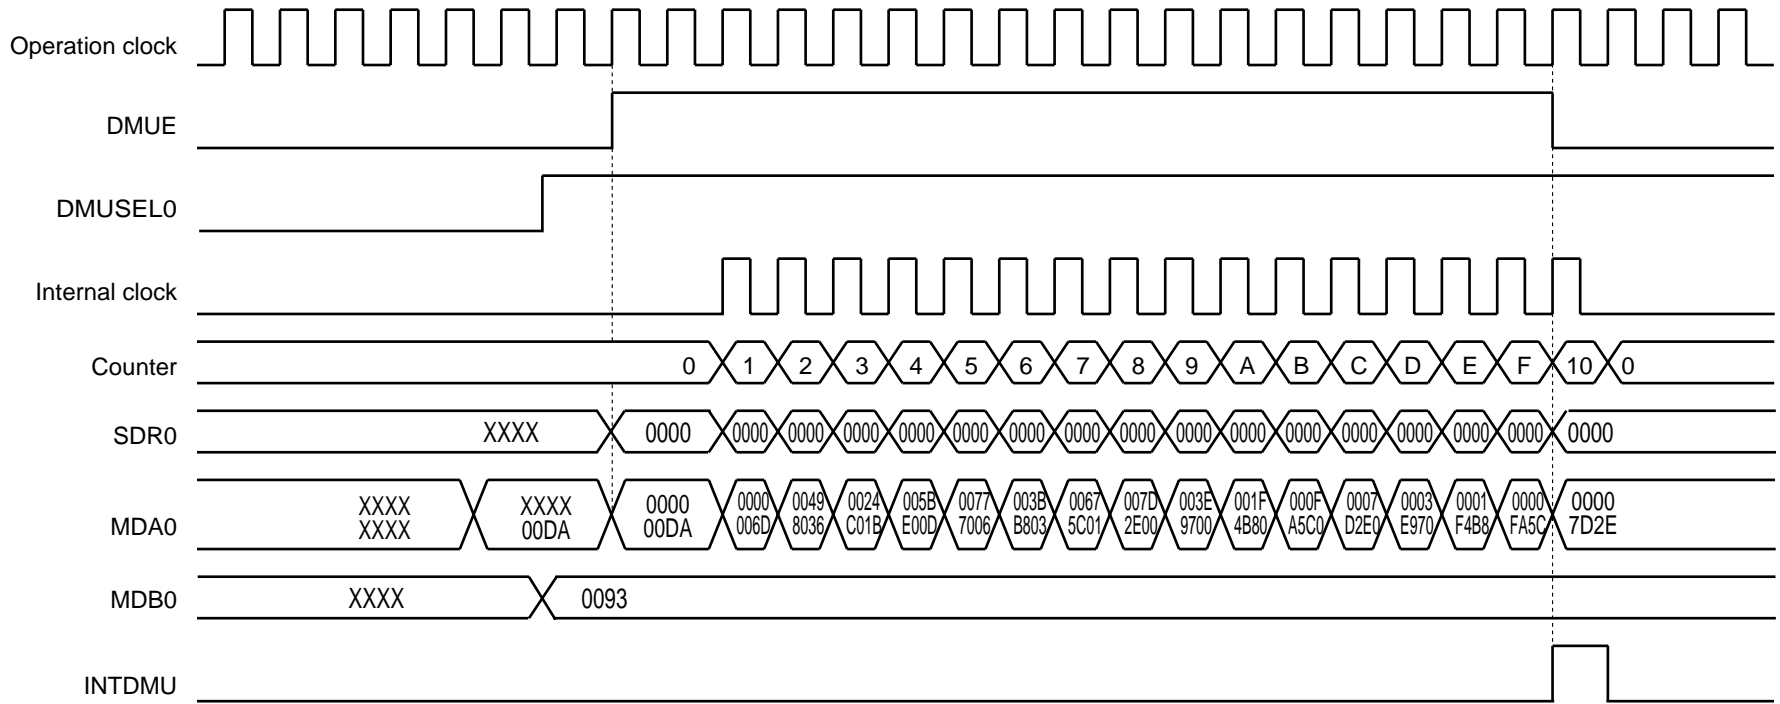 Operation clock
DMUE
DMUSEL0
Internal clock
Counter 0 1 2 3 4 5 6 7 8 9 A B C D E F 10 0
SDR0 XXXX 0000 0000 0000 0000 0000 0000 0000 0000 0000 0000 0000 0000 0000 0000 0000 0000 0000
XXXX XXXX 0000 0000 0049 0024 005B 0077 003B 0067 007D 003E 001F 000F 0007 0003 0001 0000 0000
MDA0
XXXX 00DA 00DA 006D 8036 C01B E00D 7006 B803 5C01 2E00 9700 4B80 A5C0 D2E0 E970 F4B8 FA5C 7D2E
MDB0 XXXX 0093
INTDMU